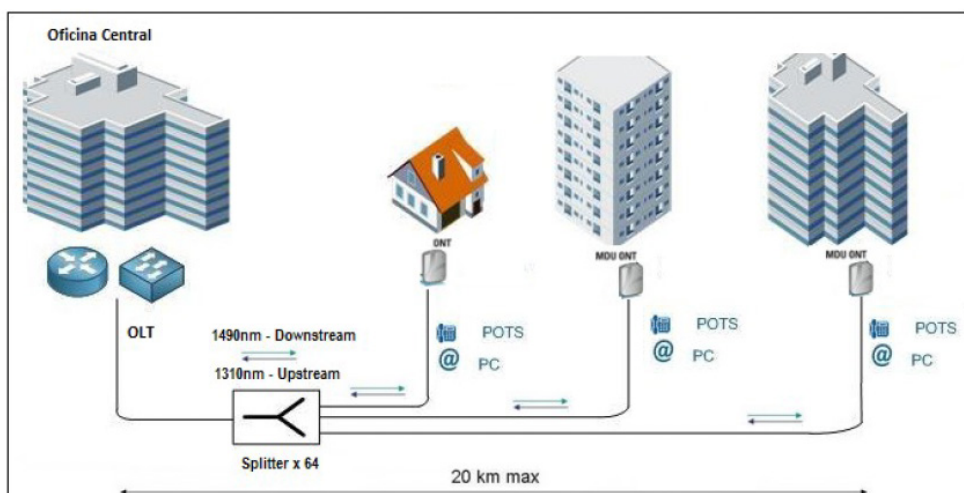 Oficina Central
ONT
MDU ONT
MDU ONT
OLT
1490nm - Downstream
1310nm - Upstream
POTS
PC
POTS
PC
POTS
PC
Splitter x 64
20 km max